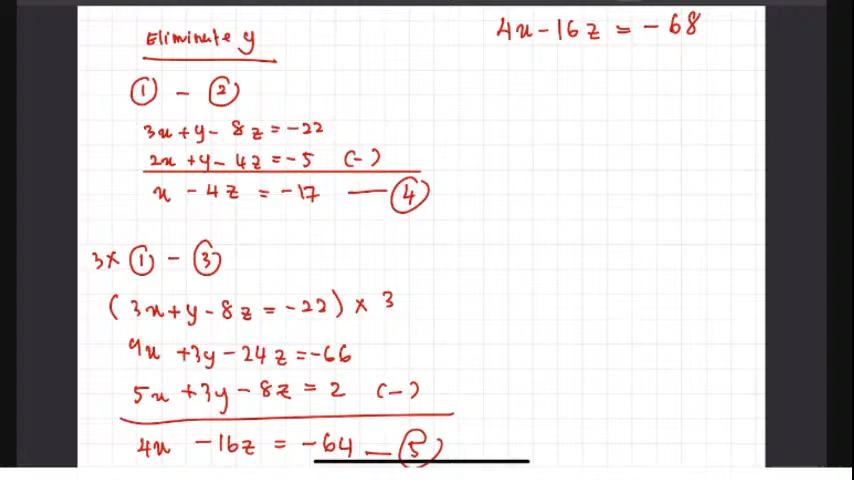 Eliminate y
4x - 16z = -68
① - ②
3x + y - 8z = -22
2x + y - 4z = -5 (-)
x - 4z = -17 — ④
3× ① - ③
(3x + y - 8z = -22) × 3
9x + 3y - 24z = -66
5x + 3y - 8z = 2 (-)
4x - 16z = -64 — ⑤